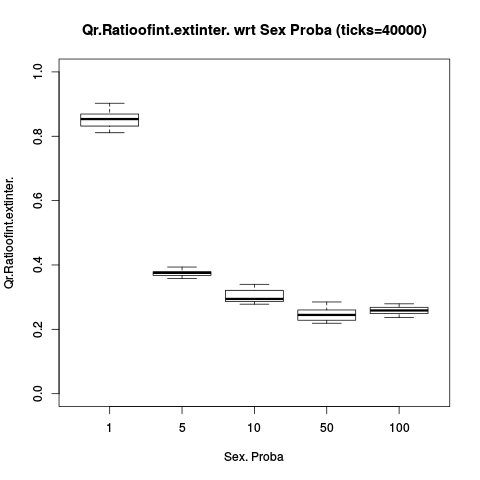 Qr.Ratioofint.extinter. wrt Sex Proba (ticks=40000)
Qr.Ratioofint.extinter.
1.0
0.8
0.6
0.4
0.2
0.0
1 5 10 50 100
Sex. Proba